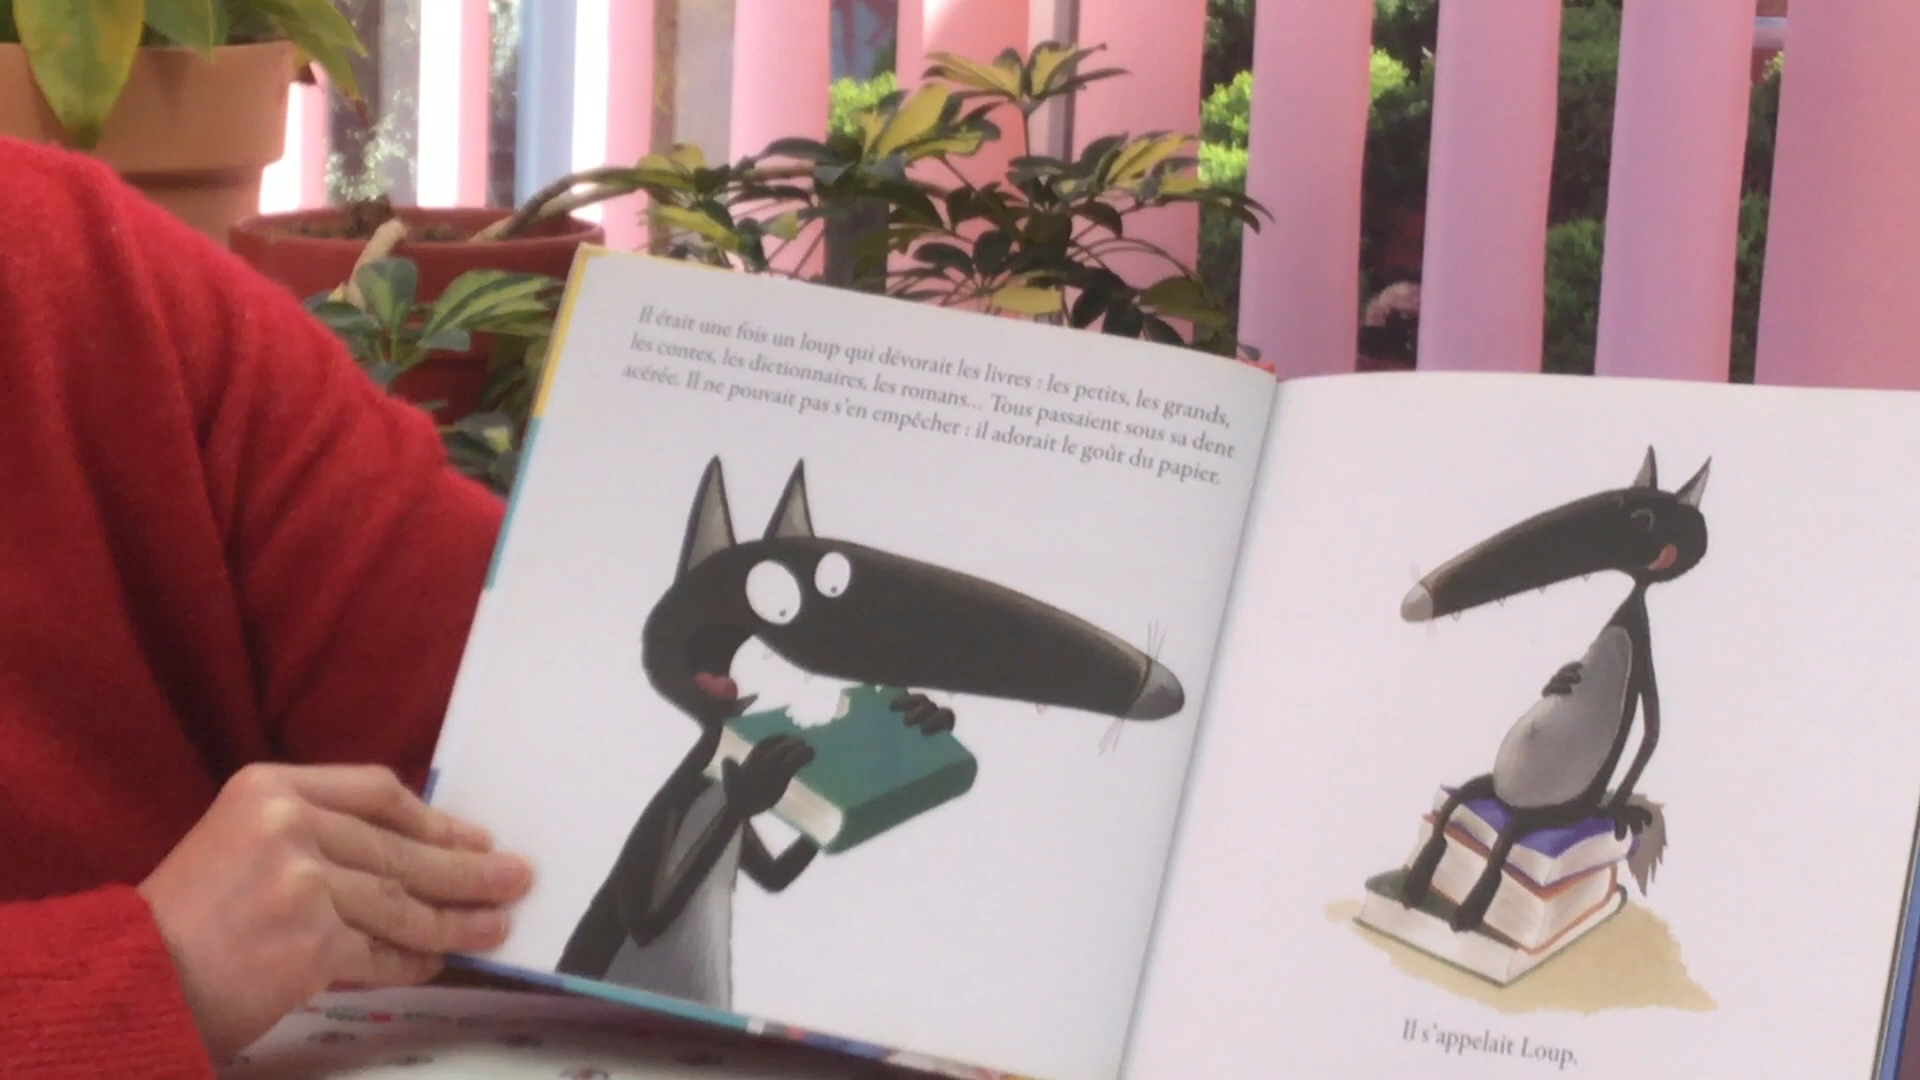 Il était une fois un loup qui dévorait les livres : les petits, les grands,
les contes, les dictionnaires, les romans... Tous passaient sous sa dent
acérée. Il ne pouvait pas s'en empêcher : il adorait le goût du papier.
Il s'appelait Loup.